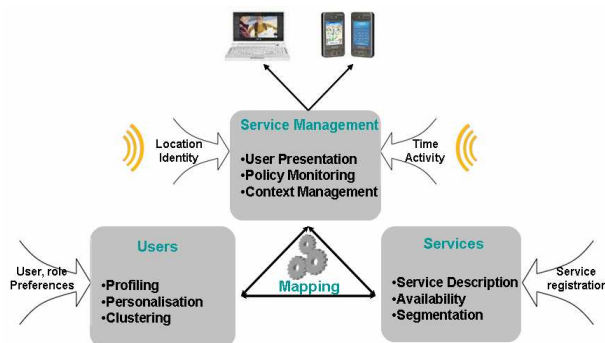 Service Management
Location
Identity
•User Presentation
•Policy Monitoring
•Context Management
Time
Activity
Users
User, role
Preferences
•Profiling
•Personalisation
•Clustering
Mapping
Services
•Service Description
•Availability
•Segmentation
Service
registration